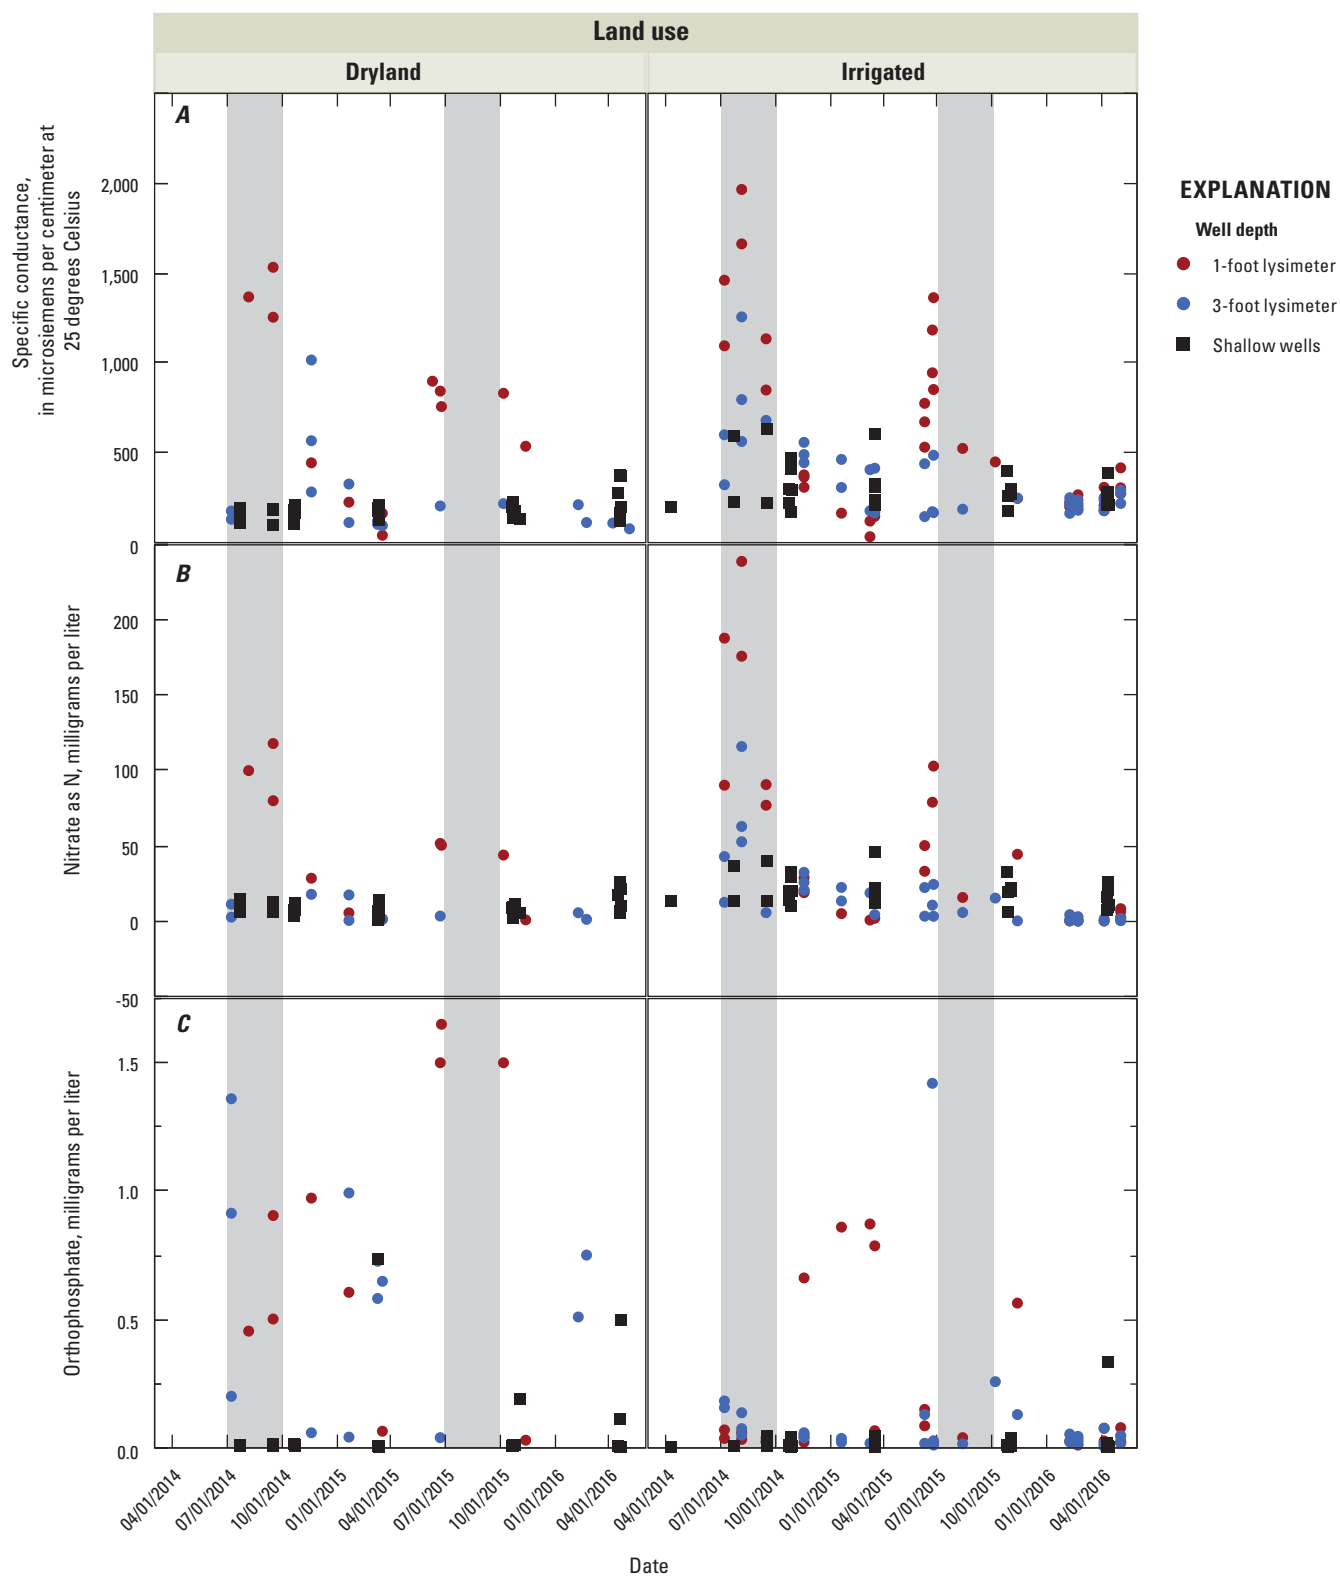 Land use
Dryland
Irrigated
A
Specific conductance,
in microsiemens per centimeter at
25 degrees Celsius
2,000
1,500
1,000
500
0
EXPLANATION
Well depth
1-foot lysimeter
3-foot lysimeter
Shallow wells
B
Nitrate as N, milligrams per liter
200
150
100
50
0
-50
C
Orthophosphate, milligrams per liter
1.5
1.0
0.5
0.0
04/01/2014
07/01/2014
10/01/2014
01/01/2015
04/01/2015
07/01/2015
10/01/2015
01/01/2016
04/01/2016
04/01/2014
07/01/2014
10/01/2014
01/01/2015
04/01/2015
07/01/2015
10/01/2015
01/01/2016
04/01/2016
Date